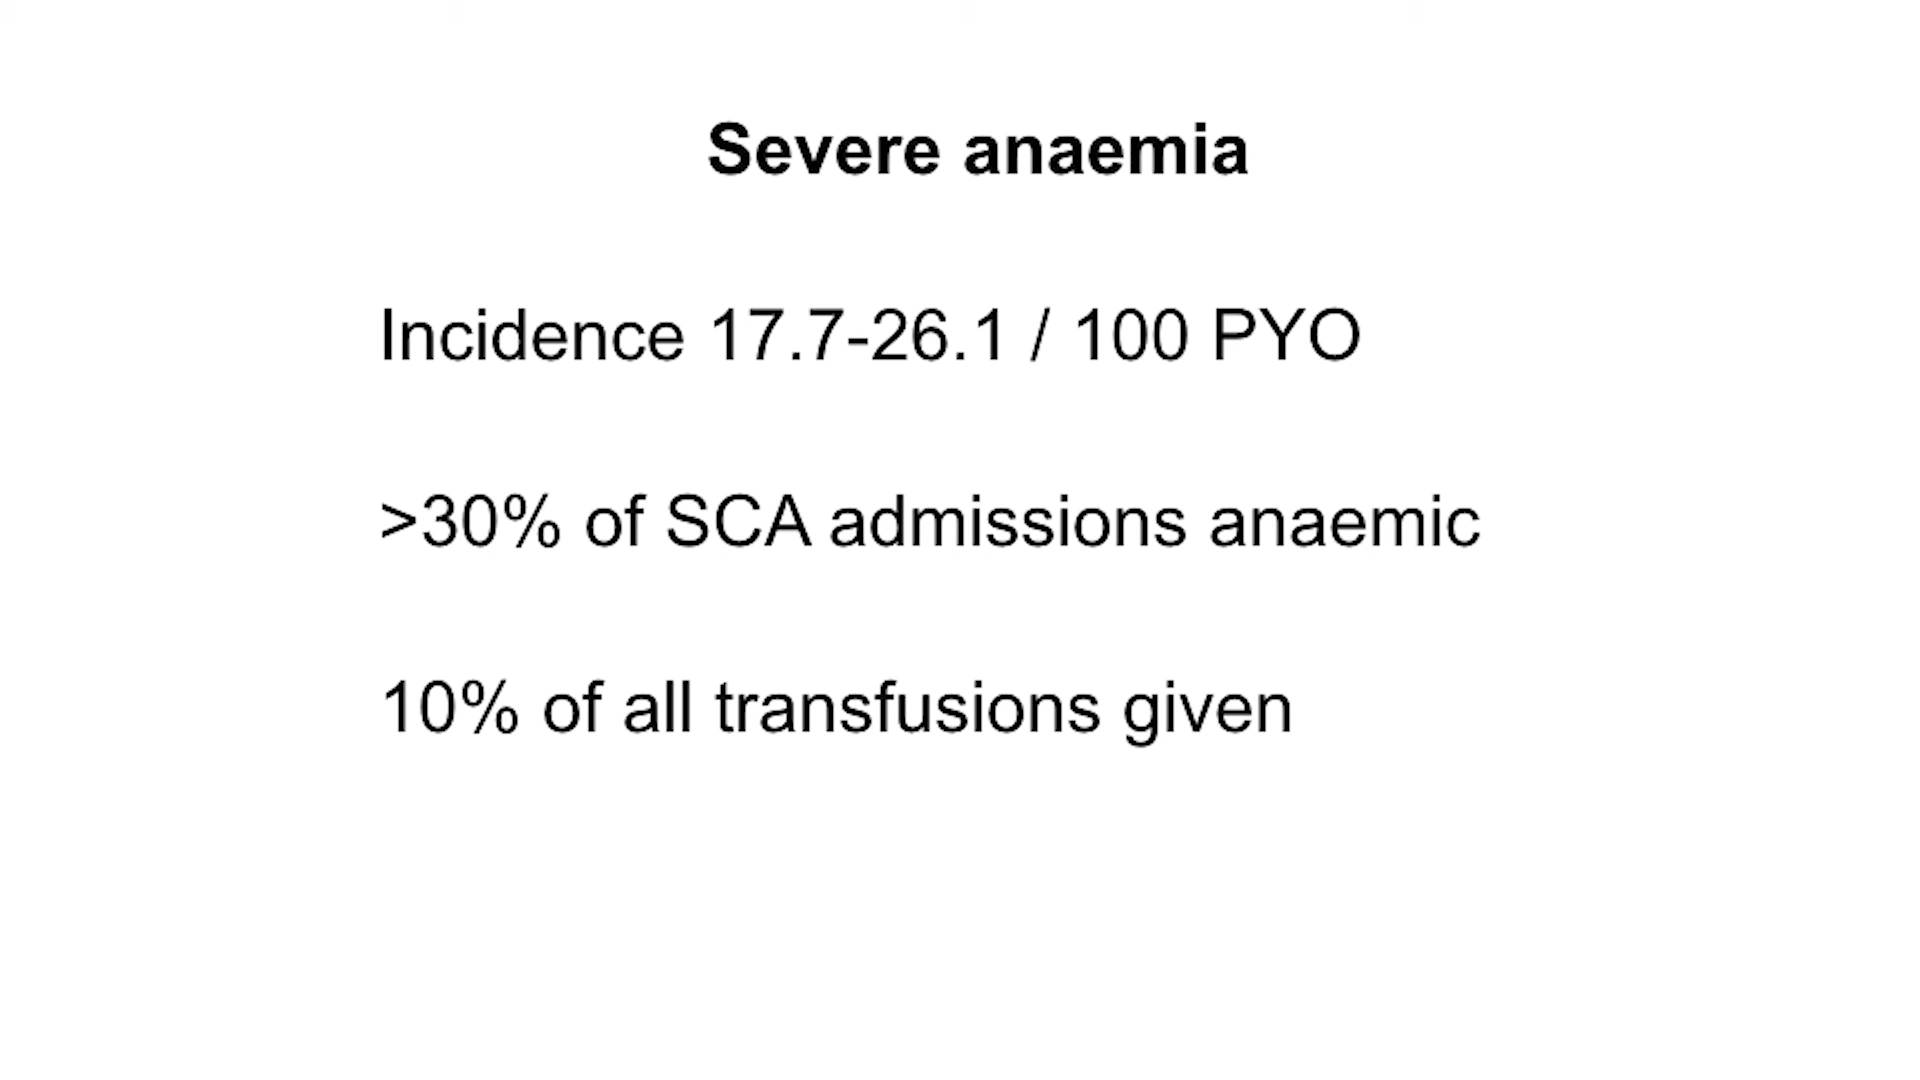 Severe anaemia
Incidence 17.7-26.1 / 100 PYO
>30% of SCA admissions anaemic
10% of all transfusions given